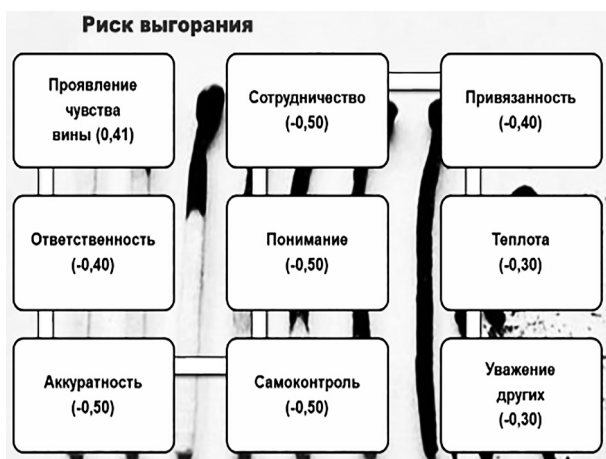 Риск выгорания
Проявление
чувства
вины (0,41)
Ответственность
(-0,40)
Аккуратность
(-0,50)
Самоконтроль
(-0,50)
Понимание
(-0,50)
Сотрудничество
(-0,50)
Привязанность
(-0,40)
Теплота
(-0,30)
Уважение
других
(-0,30)